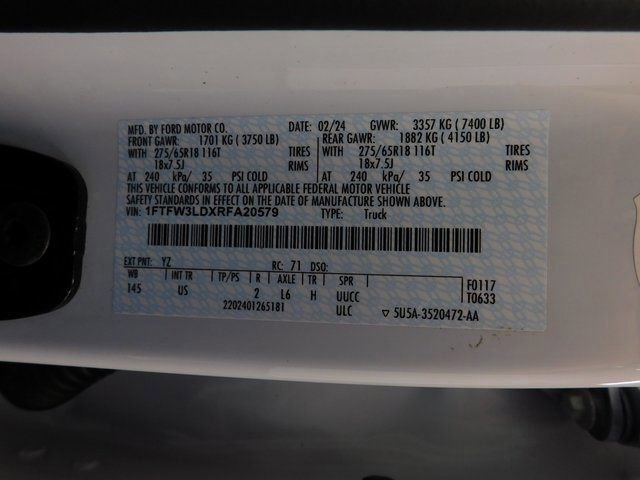 MFD. BY FORD MOTOR CO. DATE: 02/24 GVWR: 3357 KG ( 7400 LB)
FRONT GAWR: 1701 KG ( 3750 LB) REAR GAWR: 1882 KG ( 4150 LB)
WITH 275/65R18 116T TIRES WITH 275/65R18 116T TIRES
18x7.5J RIMS 18x7.5J RIMS
AT 240 kPa/ 35 PSI COLD AT 240 kPa/ 35 PSI COLD
THIS VEHICLE CONFORMS TO ALL APPLICABLE FEDERAL MOTOR VEHICLE
SAFETY STANDARDS IN EFFECT ON THE DATE OF MANUFACTURE SHOWN ABOVE.
VIN: 1FTFW3LDXRFA20579 TYPE: Truck
EXT PNT: YZ RC: 71 DSO:
WB INT TR TP/PS R AXLE TR SPR F0117
145 US 2 L6 H UUCC T0633
2202401265181 ULC ▽ 5U5A-3520472-AA